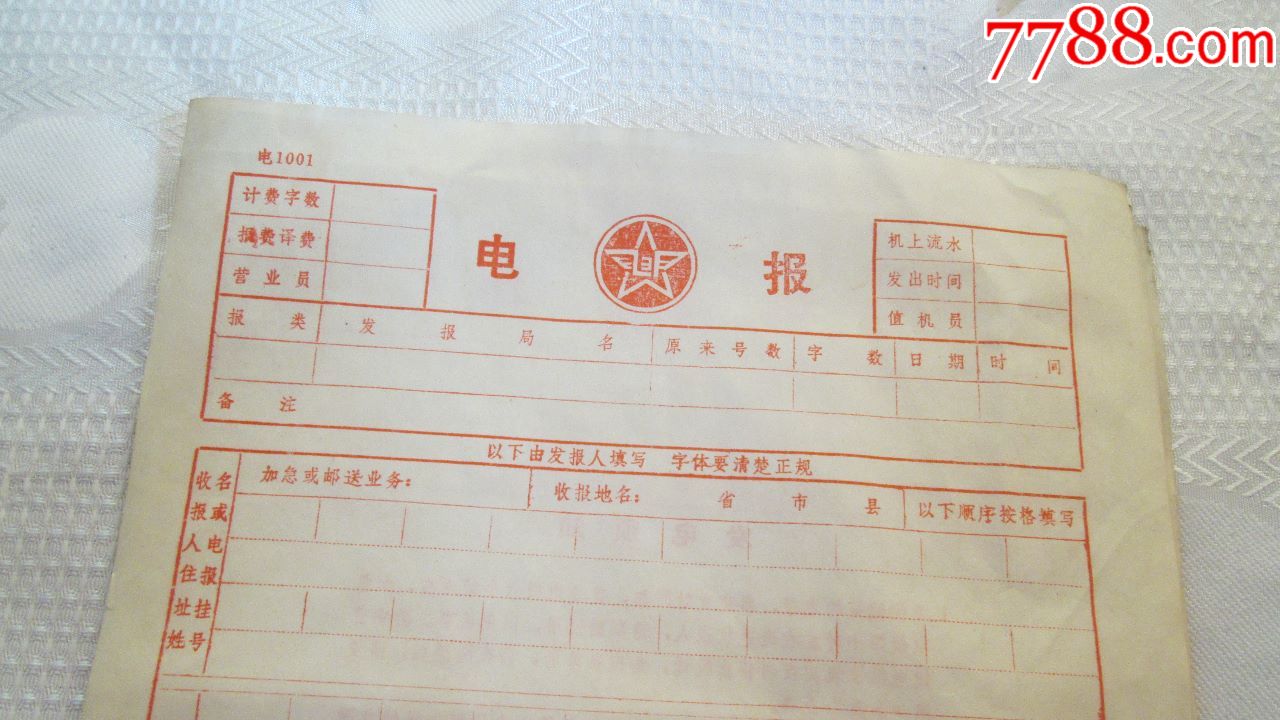 7788.com
电1001
计费字数
报费译费
营业员
电 报
机上流水
发出时间
值机员
报类 发报局名 原来号数 字数 日期 时间
备注
以下由发报人填写 字体要清楚正规
收报人住址姓
名或电报挂号
加急或邮送业务：
收报地名： 省 市 县
以下顺序按格填写